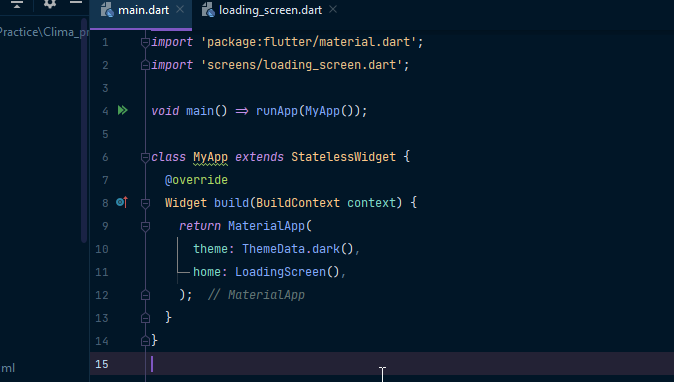 main.dart
loading_screen.dart
Practice\Clima_pr
1 import 'package:flutter/material.dart';
2 import 'screens/loading_screen.dart';
3
4 void main() => runApp(MyApp());
5
6 class MyApp extends StatelessWidget {
7 @override
8 Widget build(BuildContext context) {
9 return MaterialApp(
10 theme: ThemeData.dark(),
11 home: LoadingScreen(),
12 ); // MaterialApp
13 }
14 }
15
ml